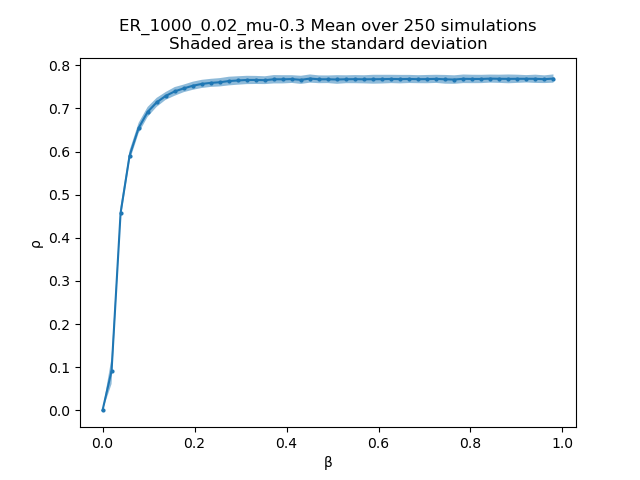 ER_1000_0.02_mu-0.3 Mean over 250 simulations
Shaded area is the standard deviation
0.8
0.7
0.6
0.5
0.4
0.3
0.2
0.1
0.0
ρ
0.0 0.2 0.4 0.6 0.8 1.0
β